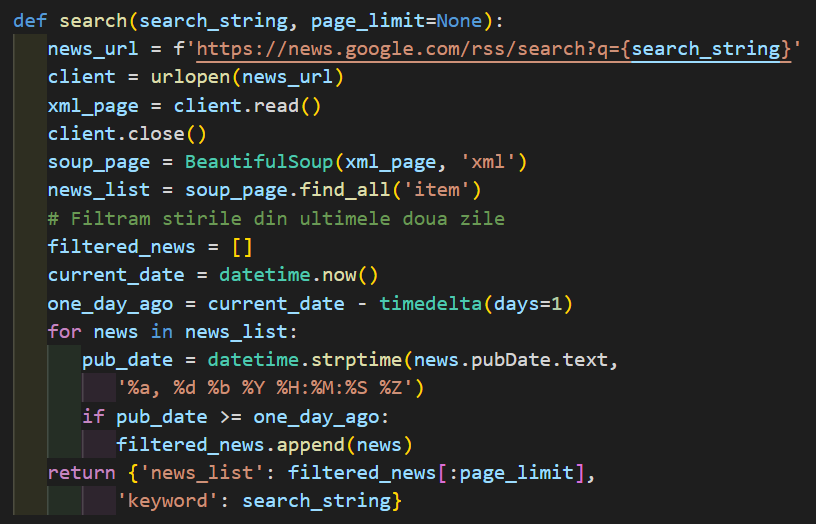 def search(search_string, page_limit=None):
    news_url = f'https://news.google.com/rss/search?q={search_string}'
    client = urlopen(news_url)
    xml_page = client.read()
    client.close()
    soup_page = BeautifulSoup(xml_page, 'xml')
    news_list = soup_page.find_all('item')
    # Filtram stirile din ultimele doua zile
    filtered_news = []
    current_date = datetime.now()
    one_day_ago = current_date - timedelta(days=1)
    for news in news_list:
        pub_date = datetime.strptime(news.pubDate.text,
            '%a, %d %b %Y %H:%M:%S %Z')
        if pub_date >= one_day_ago:
            filtered_news.append(news)
    return {'news_list': filtered_news[:page_limit],
            'keyword': search_string}